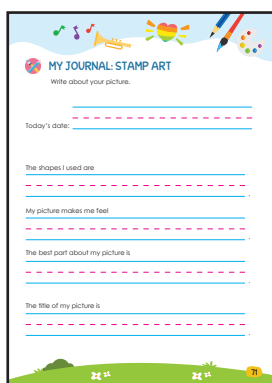 MY JOURNAL: STAMP ART
Write about your picture.
Today's date:
The shapes I used are
.
My picture makes me feel
.
The best part about my picture is
.
The title of my picture is
.
71